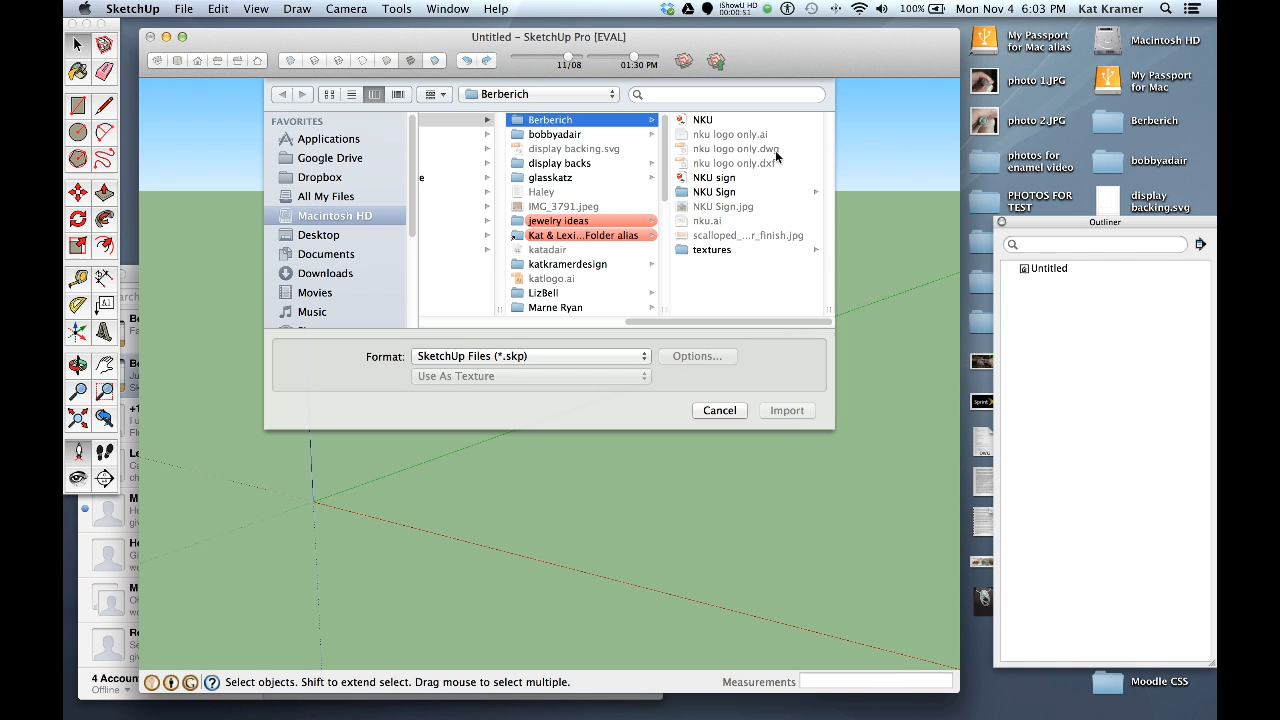 SketchUp File Edit View Draw Camera Tools Window Help iShowU HD 00:00:51 100% Mon Nov 4 6:03 PM Kat Kramer
Untitled – SketchUp Pro [EVAL]
11/08 01:30 PM
Berberich
FAVORITES
Applications
Google Drive
Dropbox
All My Files
Macintosh HD
Desktop
Documents
Downloads
Movies
Music
e
Berberich
bobbyadair
display backing.svg
display backs
glasskatz
Haley
IMG_3791.jpeg
jewelry ideas
Kat & Lexi...Folder alias
katadair
katkramerdesign
katlogo.ai
LizBell
Marne Ryan
NKU
nku logo only.ai
nku logo only.dwg
nku logo only.dxf
NKU sign
NKU Sign
NKU Sign.jpg
nku.ai
scalloped_...r_finish.jpg
textures
Format: SketchUp Files (*.skp) Options...
Use As Texture
Cancel Import
Select objects. Shift to extend select. Drag mouse to select multiple. Measurements
4 Accoun
Offline
My Passport
for Mac alias
Macintosh HD
photo 1.JPG
My Passport
for Mac
photo 2.JPG
Berberich
photos for
enamel video
bobbyadair
PHOTOS FOR
TEST
display
backing.svg
Outliner
Untitled
Sprint
DWG
Moodle CSS